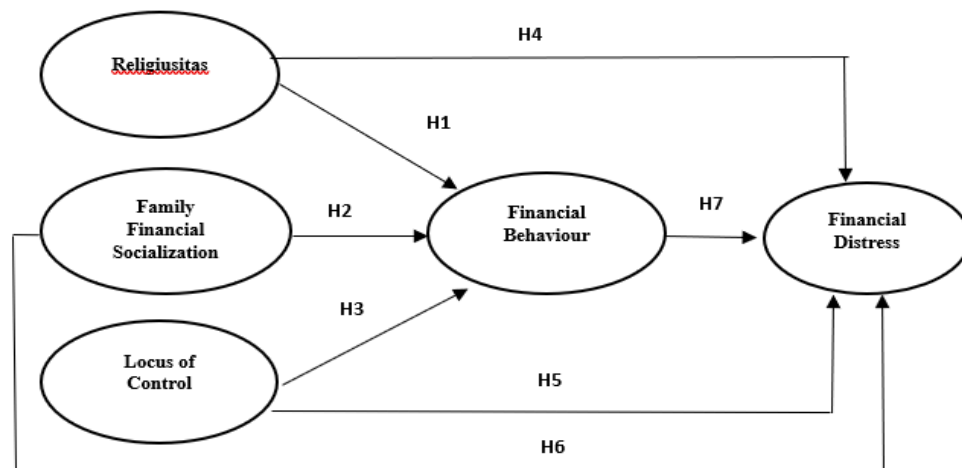 H4
Religiusitas
H1
Family
Financial
Socialization
H2
Financial
Behaviour
H7
Financial
Distress
H3
Locus of
Control
H5
H6